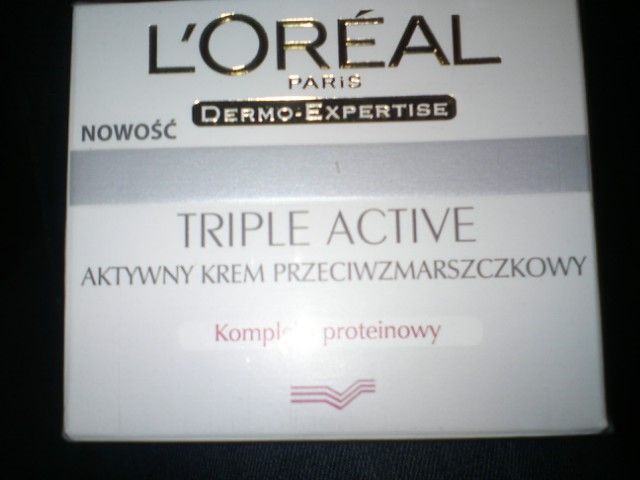 L'ORÉAL
PARiS
DERMO-EXPERTISE
NOWOŚĆ
TRIPLE ACTIVE
AKTYWNY KREM PRZECIWZMARSZCZKOWY
proteinowy